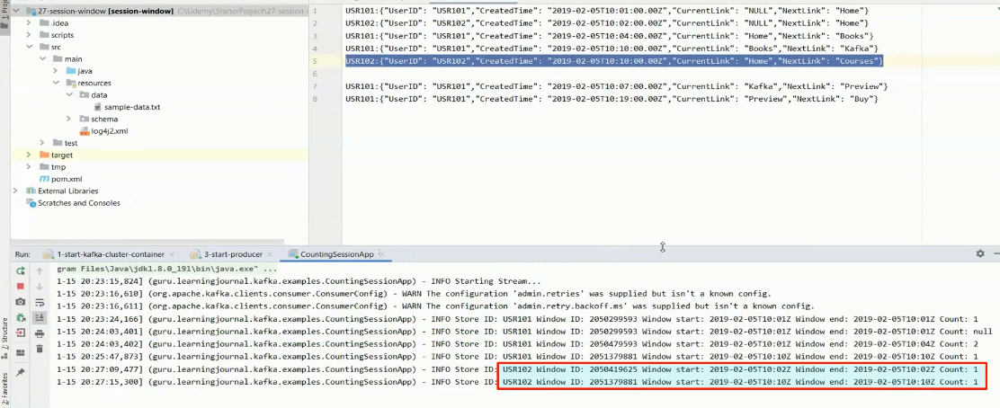 1: Project
27-session-window [session-window] C:\Udemy\StarterProject\27-session-window
.idea
scripts
src
main
java
resources
data
sample-data.txt
schema
log4j2.xml
test
target
tmp
pom.xml
External Libraries
Scratches and Consoles
1 USR101:{"UserID": "USR101","CreatedTime": "2019-02-05T10:01:00.00Z","CurrentLink": "NULL","NextLink": "Home"}
2 USR102:{"UserID": "USR102","CreatedTime": "2019-02-05T10:02:00.00Z","CurrentLink": "NULL","NextLink": "Home"}
3 USR101:{"UserID": "USR101","CreatedTime": "2019-02-05T10:04:00.00Z","CurrentLink": "Home","NextLink": "Books"}
4 USR101:{"UserID": "USR101","CreatedTime": "2019-02-05T10:10:00.00Z","CurrentLink": "Books","NextLink": "Kafka"}
5 USR102:{"UserID": "USR102","CreatedTime": "2019-02-05T10:10:00.00Z","CurrentLink": "Home","NextLink": "Courses"}
6
7 USR101:{"UserID": "USR101","CreatedTime": "2019-02-05T10:07:00.00Z","CurrentLink": "Kafka","NextLink": "Preview"}
8 USR101:{"UserID": "USR101","CreatedTime": "2019-02-05T10:19:00.00Z","CurrentLink": "Preview","NextLink": "Buy"}
Run: 1-start-kafka-cluster-container 3-start-producer CountingSessionApp
gram Files\Java\jdk1.8.0_191\bin\java.exe" ...
1-15 20:23:15,824] (guru.learningjournal.kafka.examples.CountingSessionApp) - INFO Starting Stream...
1-15 20:23:16,610] (org.apache.kafka.clients.consumer.ConsumerConfig) - WARN The configuration 'admin.retries' was supplied but isn't a known config.
1-15 20:23:16,611] (org.apache.kafka.clients.consumer.ConsumerConfig) - WARN The configuration 'admin.retry.backoff.ms' was supplied but isn't a known config.
1-15 20:23:24,166] (guru.learningjournal.kafka.examples.CountingSessionApp) - INFO Store ID: USR101 Window ID: 2050299593 Window start: 2019-02-05T10:01Z Window end: 2019-02-05T10:01Z Count: 1
1-15 20:24:03,401] (guru.learningjournal.kafka.examples.CountingSessionApp) - INFO Store ID: USR101 Window ID: 2050299593 Window start: 2019-02-05T10:01Z Window end: 2019-02-05T10:01Z Count: null
1-15 20:24:03,402] (guru.learningjournal.kafka.examples.CountingSessionApp) - INFO Store ID: USR101 Window ID: 2050479593 Window start: 2019-02-05T10:01Z Window end: 2019-02-05T10:04Z Count: 2
1-15 20:25:47,873] (guru.learningjournal.kafka.examples.CountingSessionApp) - INFO Store ID: USR101 Window ID: 2051379881 Window start: 2019-02-05T10:10Z Window end: 2019-02-05T10:10Z Count: 1
1-15 20:27:09,477] (guru.learningjournal.kafka.examples.CountingSessionApp) - INFO Store ID: USR102 Window ID: 2050419625 Window start: 2019-02-05T10:02Z Window end: 2019-02-05T10:02Z Count: 1
1-15 20:27:15,300] (guru.learningjournal.kafka.examples.CountingSessionApp) - INFO Store ID: USR102 Window ID: 2051379881 Window start: 2019-02-05T10:10Z Window end: 2019-02-05T10:10Z Count: 1
7: Structure
2: Favorites